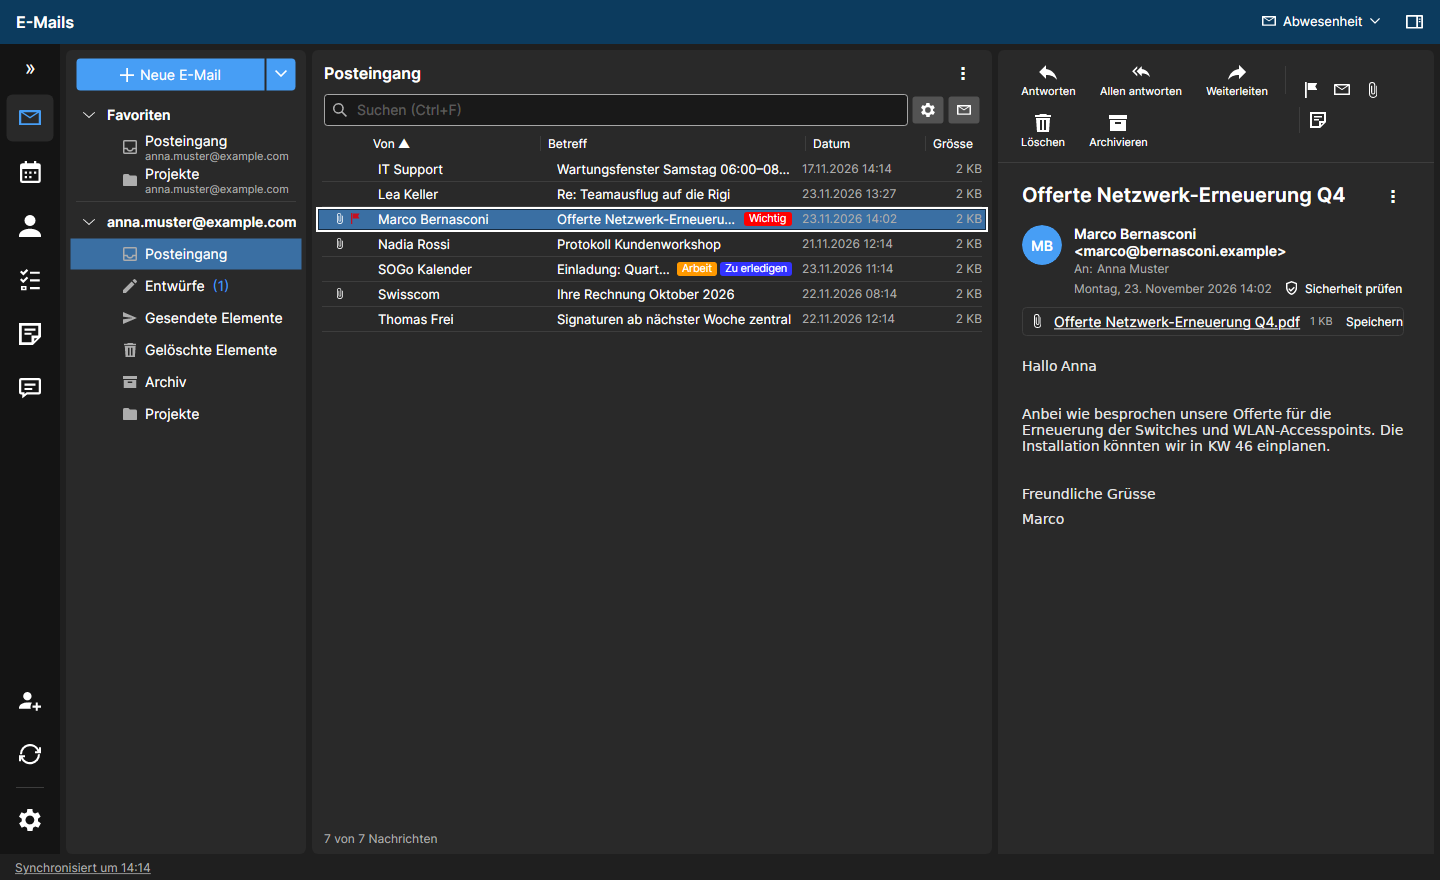 E-Mails
Abwesenheit
Neue E-Mail
Favoriten
Posteingang
anna.muster@example.com
Projekte
anna.muster@example.com
anna.muster@example.com
Posteingang
Entwürfe (1)
Gesendete Elemente
Gelöschte Elemente
Archiv
Projekte
Posteingang
Suchen (Ctrl+F)
Von Betreff Datum Grösse
IT Support Wartungsfenster Samstag 06:00–08... 17.11.2026 14:14 2 KB
Lea Keller Re: Teamausflug auf die Rigi 23.11.2026 13:27 2 KB
Marco Bernasconi Offerte Netzwerk-Erneueru... Wichtig 23.11.2026 14:02 2 KB
Nadia Rossi Protokoll Kundenworkshop 21.11.2026 12:14 2 KB
SOGo Kalender Einladung: Quart... Arbeit Zu erledigen 23.11.2026 11:14 2 KB
Swisscom Ihre Rechnung Oktober 2026 22.11.2026 08:14 2 KB
Thomas Frei Signaturen ab nächster Woche zentral 22.11.2026 12:14 2 KB
7 von 7 Nachrichten
Antworten Allen antworten Weiterleiten
Löschen Archivieren
Offerte Netzwerk-Erneuerung Q4
MB
Marco Bernasconi
<marco@bernasconi.example>
An: Anna Muster
Montag, 23. November 2026 14:02 Sicherheit prüfen
Offerte Netzwerk-Erneuerung Q4.pdf 1 KB Speichern
Hallo Anna
Anbei wie besprochen unsere Offerte für die
Erneuerung der Switches und WLAN-Accesspoints. Die
Installation könnten wir in KW 46 einplanen.
Freundliche Grüsse
Marco
Synchronisiert um 14:14